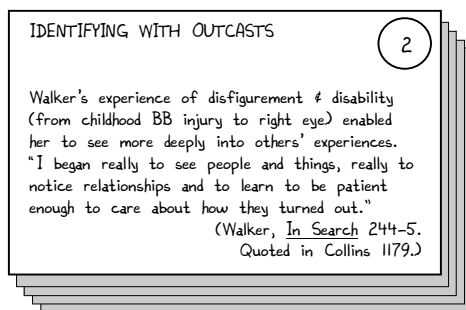 IDENTIFYING WITH OUTCASTS
2
Walker's experience of disfigurement & disability
(from childhood BB injury to right eye) enabled
her to see more deeply into others' experiences.
"I began really to see people and things, really to
notice relationships and to learn to be patient
enough to care about how they turned out."
(Walker, In Search 244-5.
Quoted in Collins 1179.)